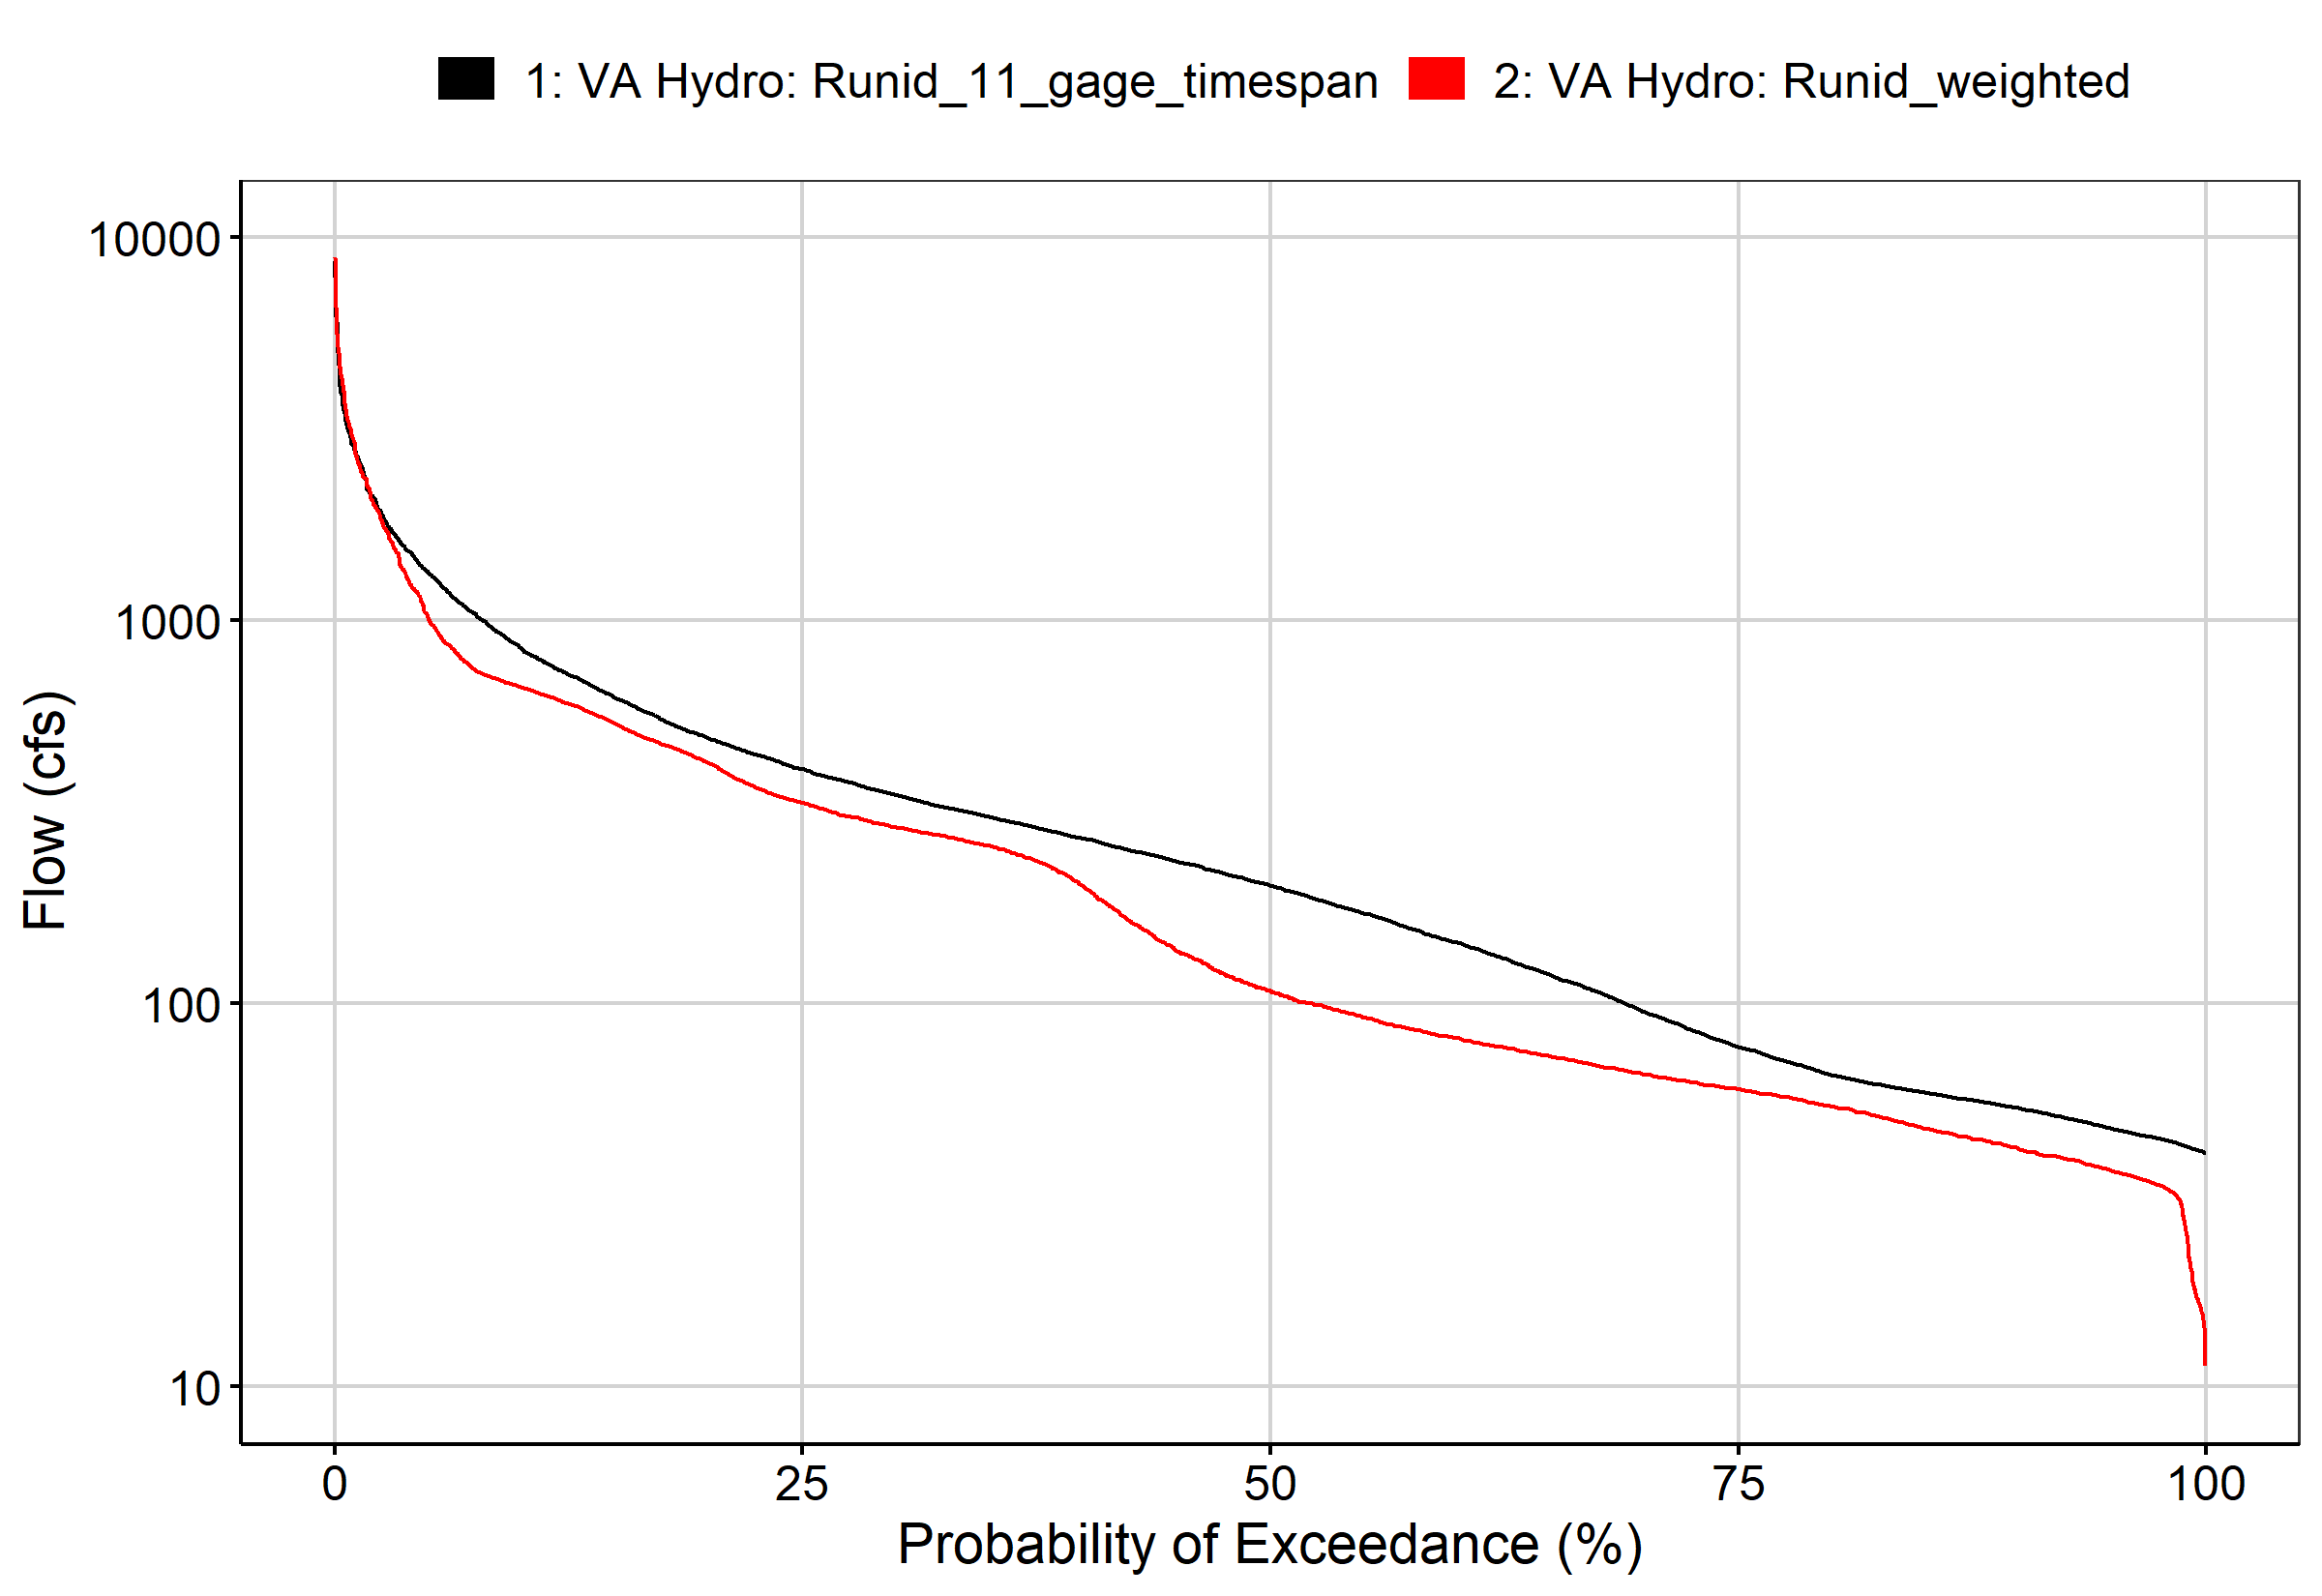 1: VA Hydro: Runid_11_gage_timespan 2: VA Hydro: Runid_weighted
10000
1000
100
10
Flow (cfs)
0 25 50 75 100
Probability of Exceedance (%)